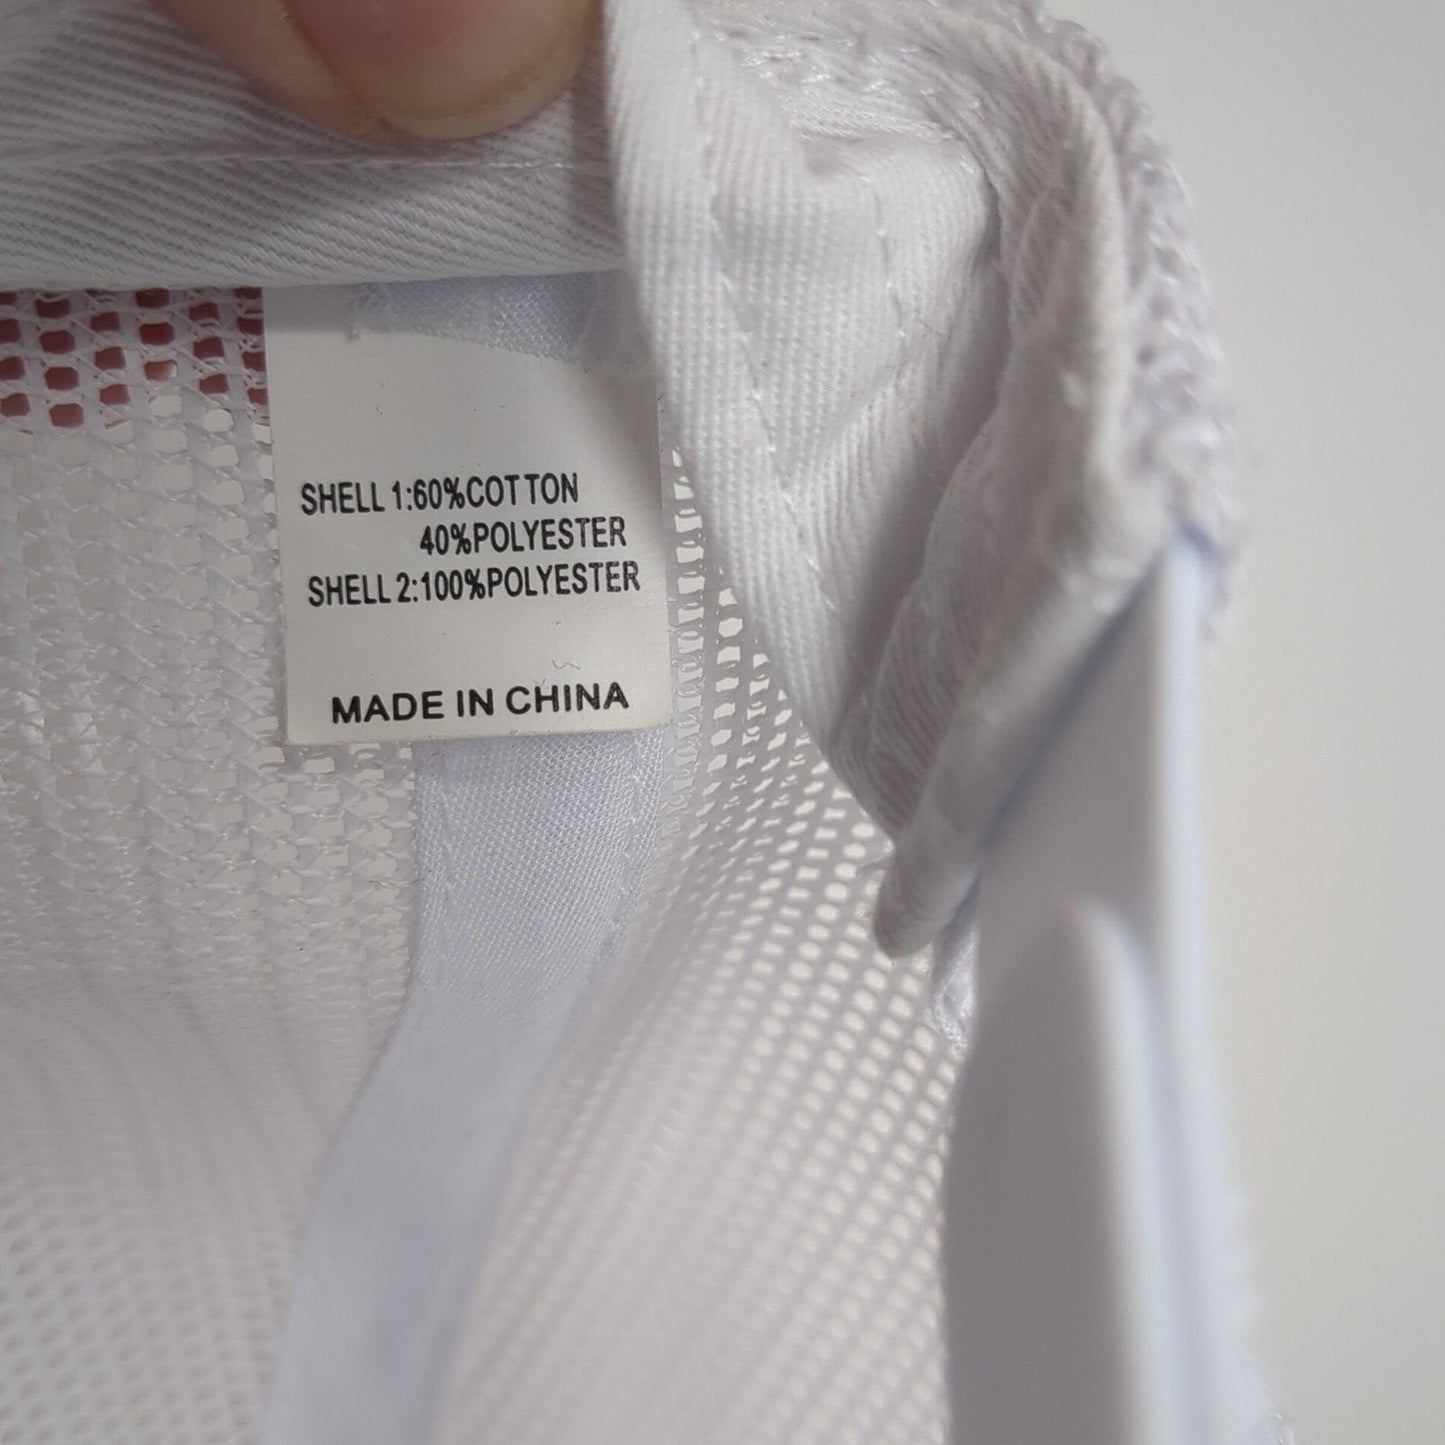 SHELL 1:60%COTTON
40%POLYESTER
SHELL 2:100%POLYESTER
MADE IN CHINA